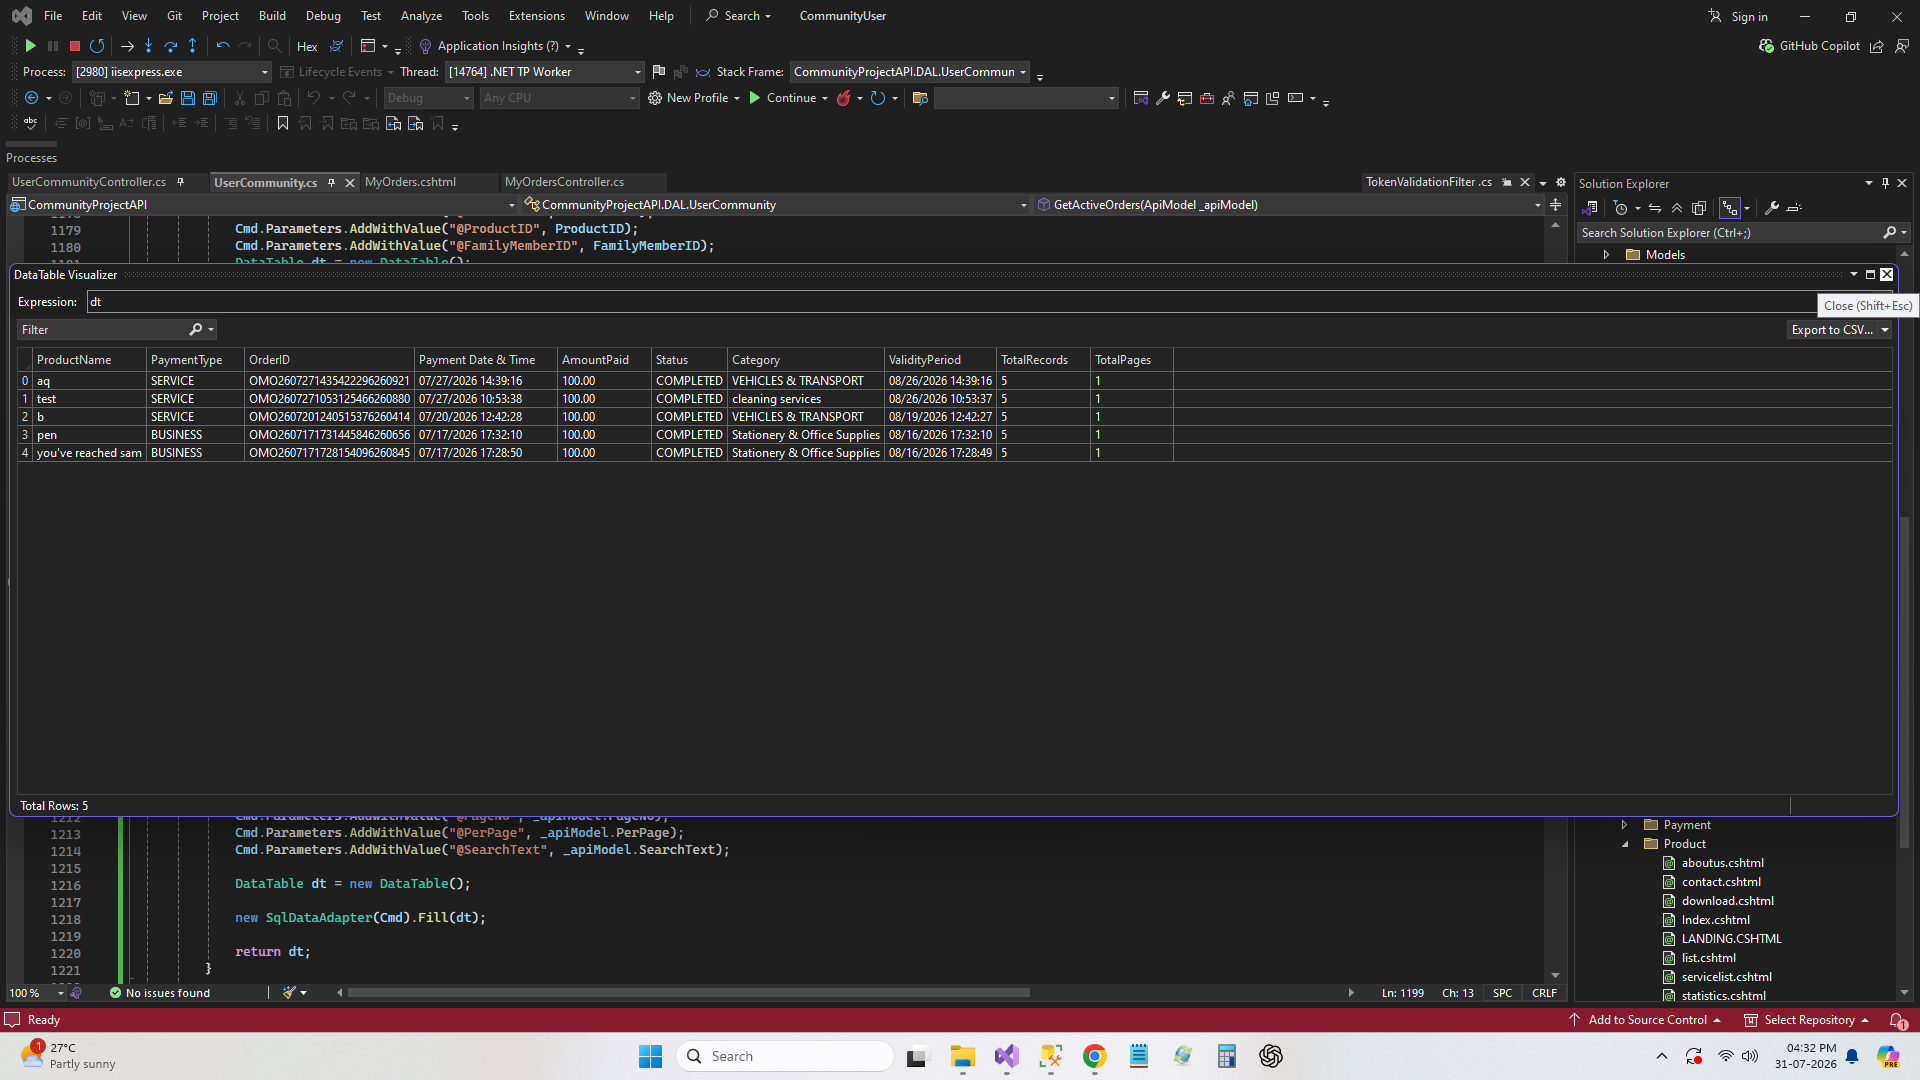 File Edit View Git Project Build Debug Test Analyze Tools Extensions Window Help Search CommunityUser Sign in
Hex Application Insights (?) GitHub Copilot
Process: [2980] iisexpress.exe Lifecycle Events Thread: [14764] .NET TP Worker Stack Frame: CommunityProjectAPI.DAL.UserCommun
Debug Any CPU New Profile Continue
abc
Processes
UserCommunityController.cs UserCommunity.cs MyOrders.cshtml MyOrdersController.cs TokenValidationFilter .cs Solution Explorer
CommunityProjectAPI CommunityProjectAPI.DAL.UserCommunity GetActiveOrders(ApiModel _apiModel)
1179 Cmd.Parameters.AddWithValue("@ProductID", ProductID); Search Solution Explorer (Ctrl+;)
1180 Cmd.Parameters.AddWithValue("@FamilyMemberID", FamilyMemberID); Models
DataTable dt = new DataTable();
DataTable Visualizer
Expression: dt Close (Shift+Esc)
Filter Export to CSV...
ProductName PaymentType OrderID Payment Date & Time AmountPaid Status Category ValidityPeriod TotalRecords TotalPages
0 aq SERVICE OMO2607271435422296260921 07/27/2026 14:39:16 100.00 COMPLETED VEHICLES & TRANSPORT 08/26/2026 14:39:16 5 1
1 test SERVICE OMO2607271053125466260880 07/27/2026 10:53:38 100.00 COMPLETED cleaning services 08/26/2026 10:53:37 5 1
2 b SERVICE OMO2607201240515376260414 07/20/2026 12:42:28 100.00 COMPLETED VEHICLES & TRANSPORT 08/19/2026 12:42:27 5 1
3 pen BUSINESS OMO2607171731445846260656 07/17/2026 17:32:10 100.00 COMPLETED Stationery & Office Supplies 08/16/2026 17:32:10 5 1
4 you've reached sam BUSINESS OMO2607171728154096260845 07/17/2026 17:28:50 100.00 COMPLETED Stationery & Office Supplies 08/16/2026 17:28:49 5 1
Total Rows: 5
1212 Cmd.Parameters.AddWithValue("@PageNo", _apiModel.PageNo);
1213 Cmd.Parameters.AddWithValue("@PerPage", _apiModel.PerPage); Payment
1214 Cmd.Parameters.AddWithValue("@SearchText", _apiModel.SearchText); Product
1215 aboutus.cshtml
1216 DataTable dt = new DataTable(); contact.cshtml
1217 download.cshtml
1218 new SqlDataAdapter(Cmd).Fill(dt); Index.cshtml
1219 LANDING.CSHTML
1220 return dt; list.cshtml
1221 } servicelist.cshtml
100 % No issues found Ln: 1199 Ch: 13 SPC CRLF statistics.cshtml
Ready Add to Source Control Select Repository 1
1 27°C Search 04:32 PM
Partly sunny 31-07-2026 PRE